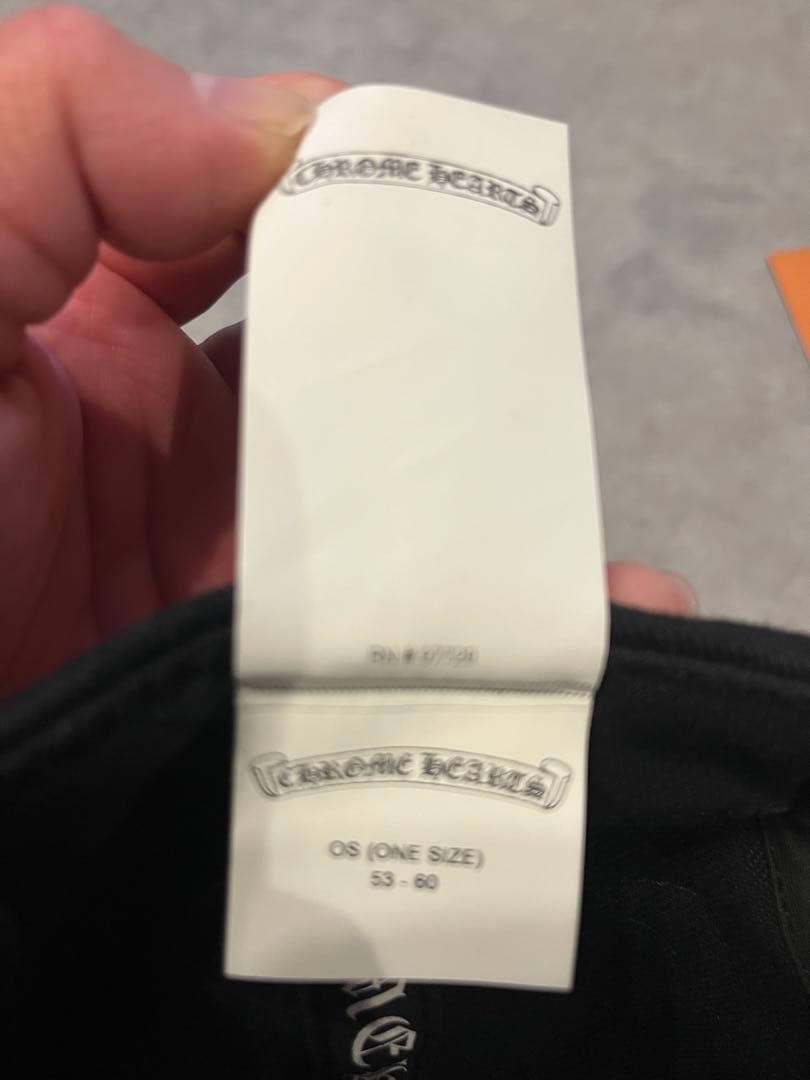 CHROME HEARTS
CHROME HEARTS
OS (ONE SIZE)
53 - 60